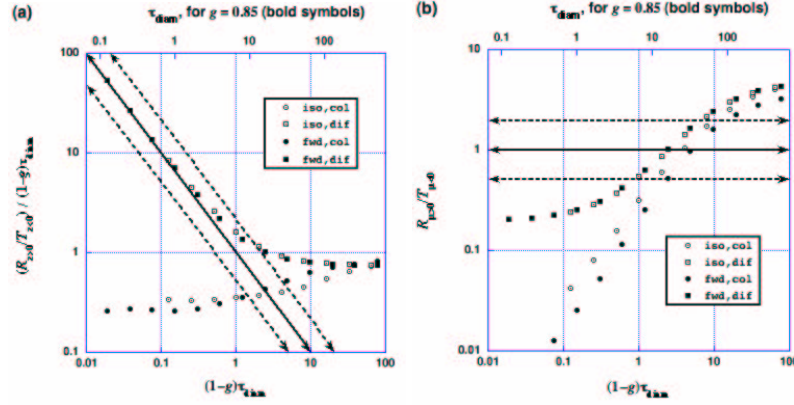 (a)
τdiam, for g = 0.85 (bold symbols)
0.1 1 10 100
100
10
1
0.1
(Rz>0/Tz<0) / (1−g)τdiam
iso,col
iso,dif
fwd,col
fwd,dif
0.01 0.1 1 10 100
(1−g)τdiam
(b)
τdiam, for g = 0.85 (bold symbols)
0.1 1 10 100
10
1
0.1
0.01
Rμ>0/Tμ<0
iso,col
iso,dif
fwd,col
fwd,dif
0.01 0.1 1 10 100
(1−g)τdiam